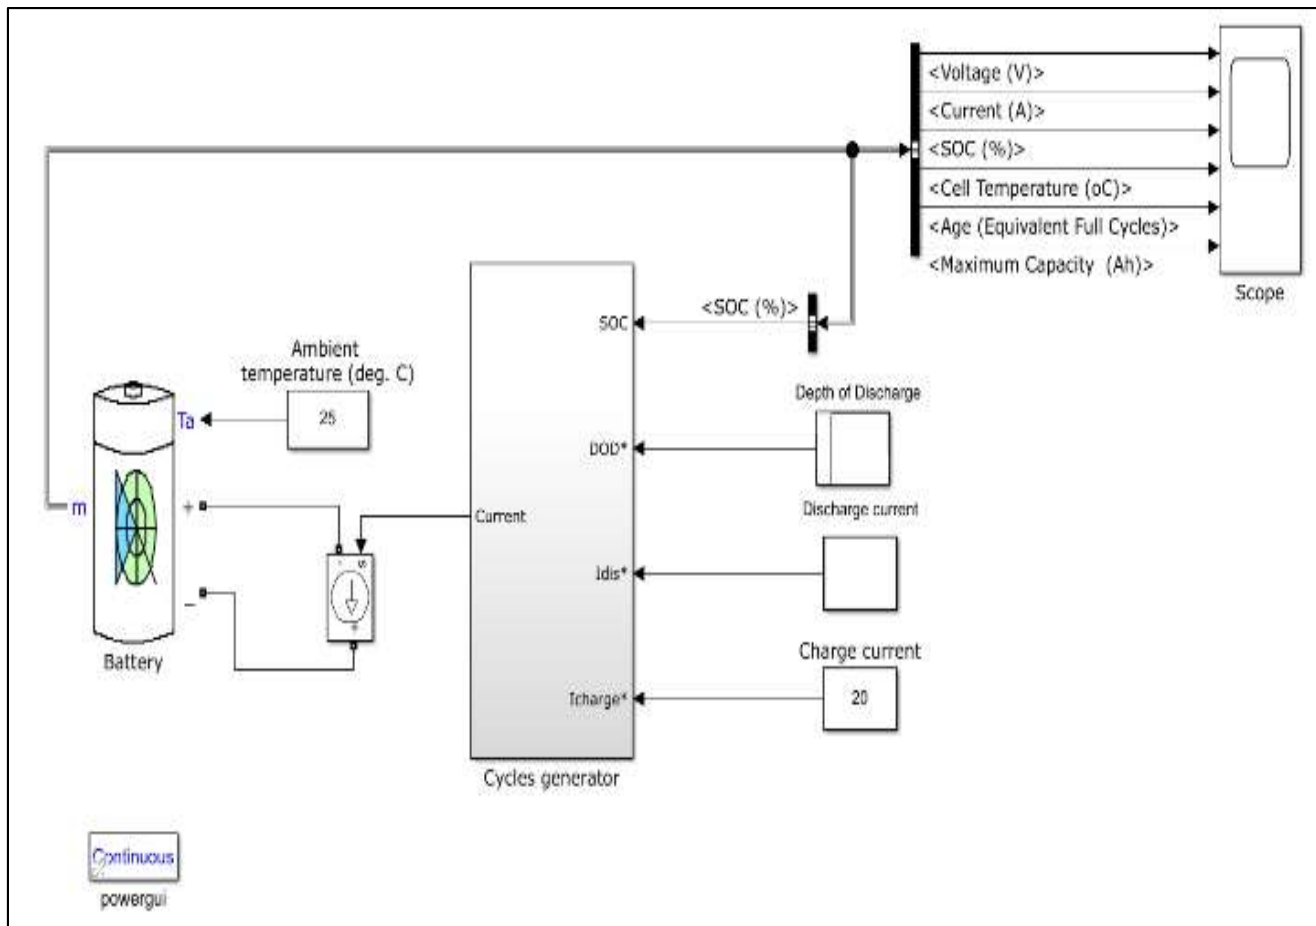 <Voltage (V)>
<Current (A)>
<SOC (%)>
<Cell Temperature (oC)>
<Age (Equivalent Full Cycles)>
<Maximum Capacity (Ah)>
Scope
<SOC (%)>
SOC
Ambient
temperature (deg. C)
25
Ta
Depth of Discharge
DOD*
m
+
Discharge current
Current
Idis*
-
s
+
–
Battery
Charge current
20
Icharge*
Cycles generator
Continuous
powergui